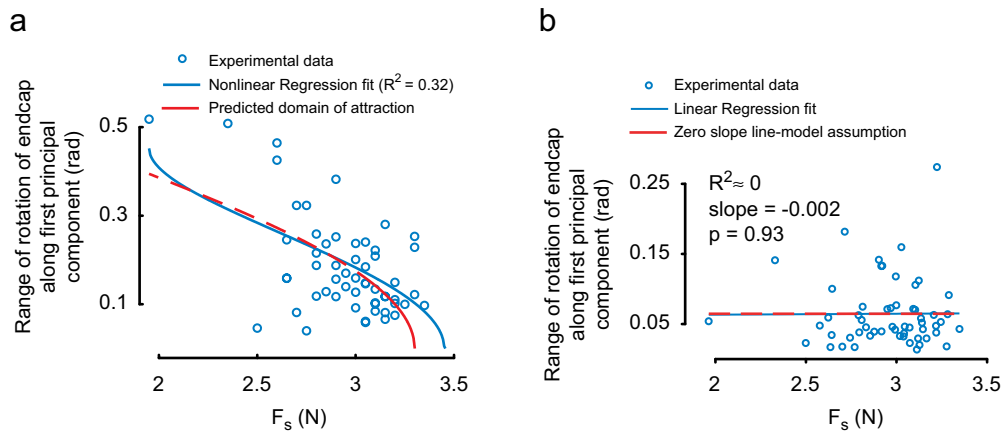 a
Experimental data
Nonlinear Regression fit (R² = 0.32)
Predicted domain of attraction
Range of rotation of endcap
along first principal
component (rad)
0.5
0.3
0.1
2
2.5
3
3.5
Fₛ (N)
b
Experimental data
Linear Regression fit
Zero slope line-model assumption
Range of rotation of endcap
along first principal
component (rad)
R²≈ 0
slope = -0.002
p = 0.93
0.25
0.15
0.05
2
2.5
3
3.5
Fₛ (N)